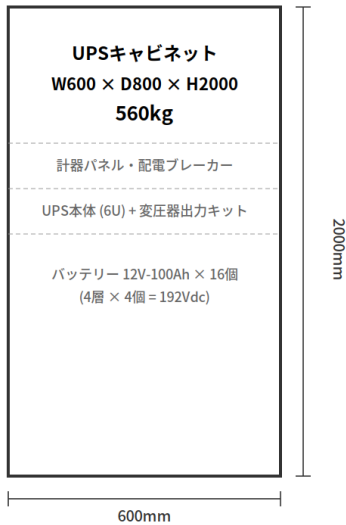 UPSキャビネット
W600 × D800 × H2000
560kg
計器パネル・配電ブレーカー
UPS本体 (6U) + 変圧器出力キット
バッテリー 12V-100Ah × 16個
(4層 × 4個 = 192Vdc)
2000mm
600mm